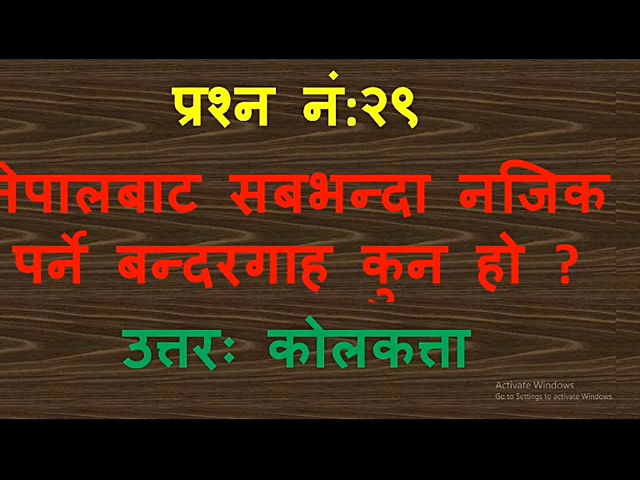 प्रश्न नं:२९
नेपालबाट सबभन्दा नजिक
पर्ने बन्दरगाह कुन हो ?
उत्तरः कोलकत्ता
Activate Windows
Go to Settings to activate Windows.